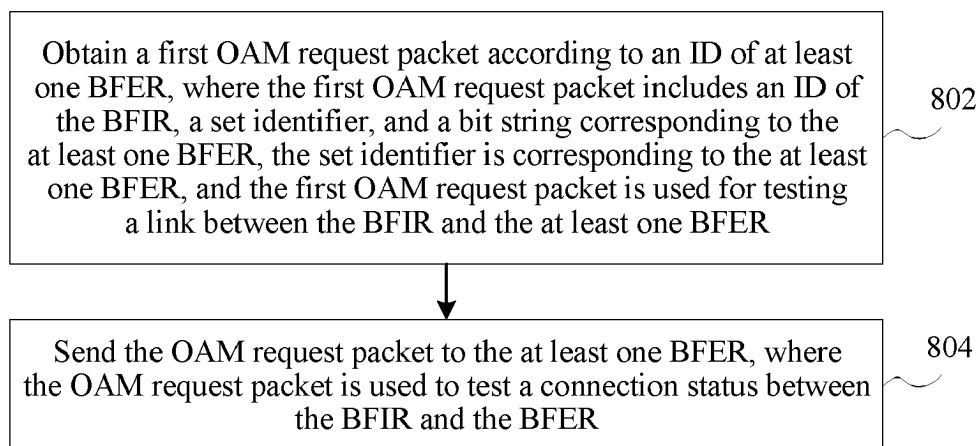 Obtain a first OAM request packet according to an ID of at least
one BFER, where the first OAM request packet includes an ID of
the BFIR, a set identifier, and a bit string corresponding to the
at least one BFER, the set identifier is corresponding to the at least
one BFER, and the first OAM request packet is used for testing
a link between the BFIR and the at least one BFER
802
Send the OAM request packet to the at least one BFER, where
the OAM request packet is used to test a connection status between
the BFIR and the BFER
804